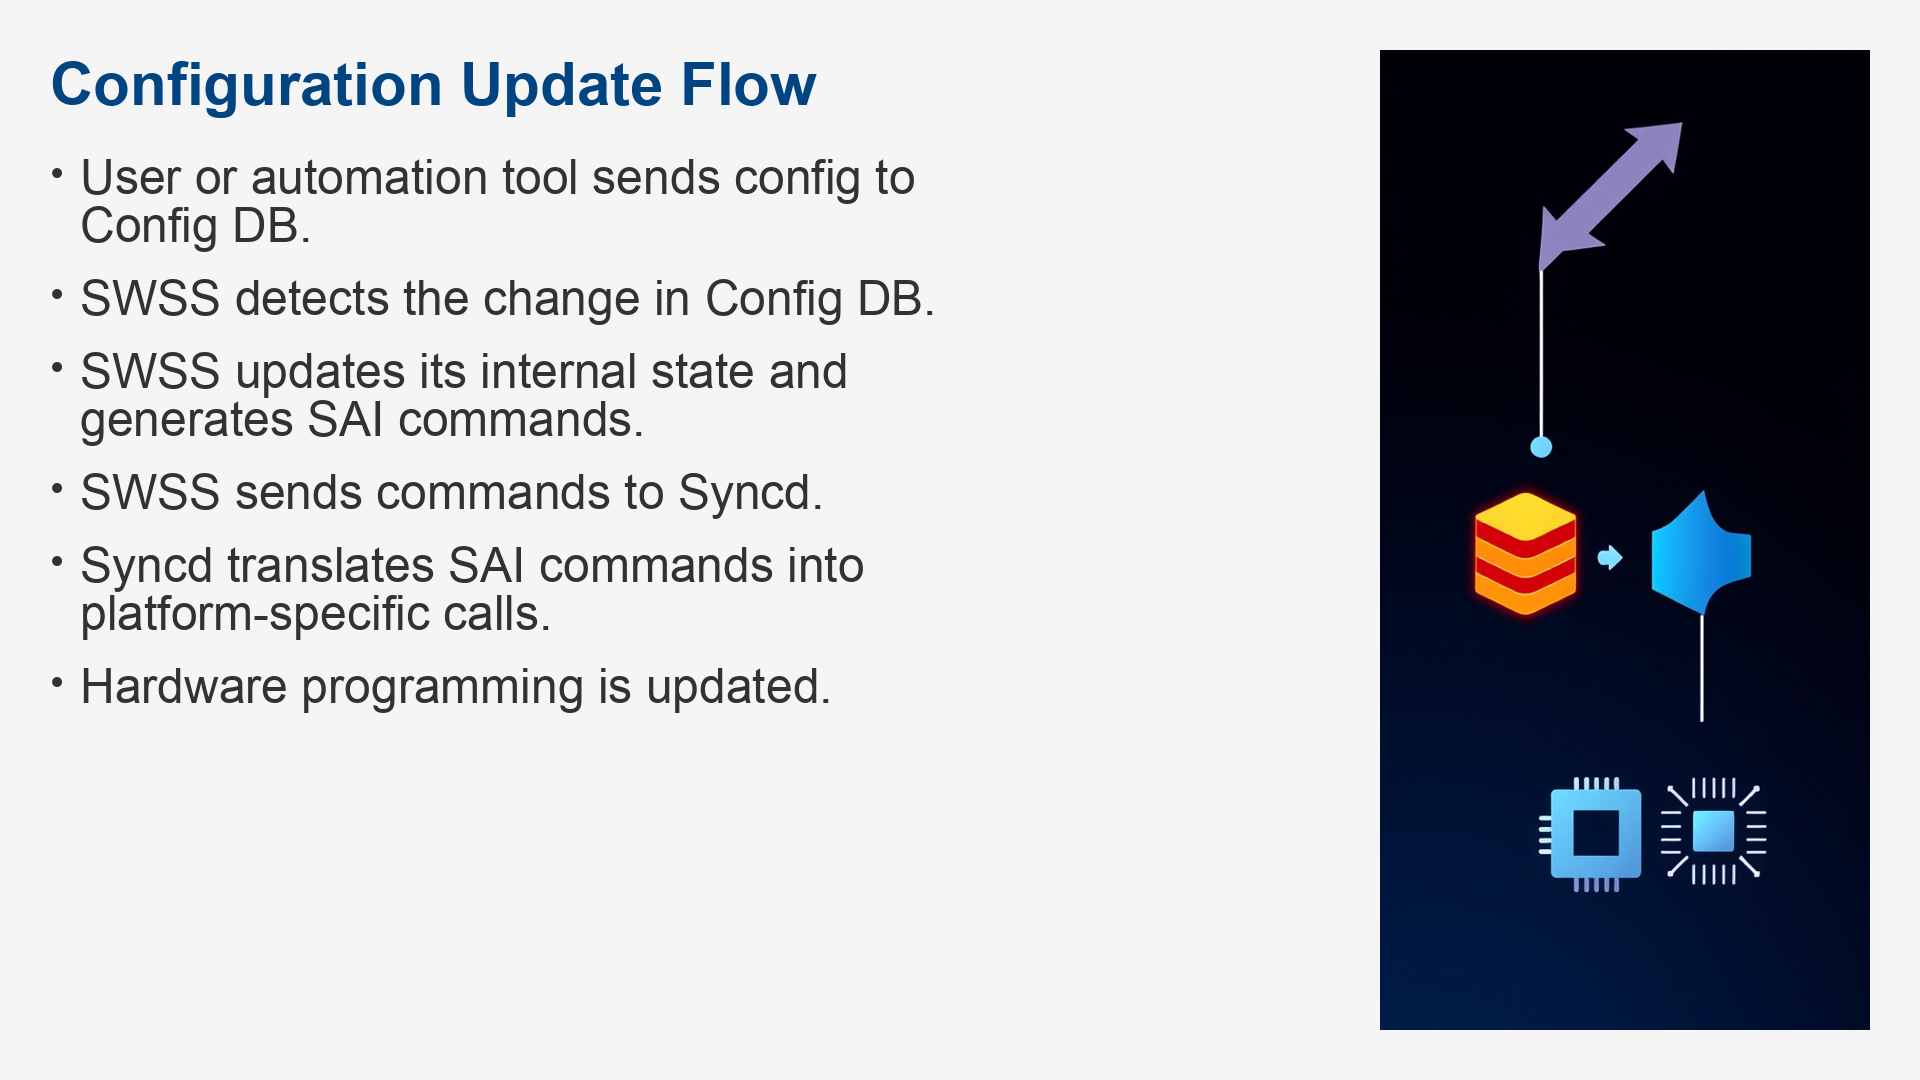 Configuration Update Flow
• User or automation tool sends config to
Config DB.
• SWSS detects the change in Config DB.
• SWSS updates its internal state and
generates SAI commands.
• SWSS sends commands to Syncd.
• Syncd translates SAI commands into
platform-specific calls.
• Hardware programming is updated.